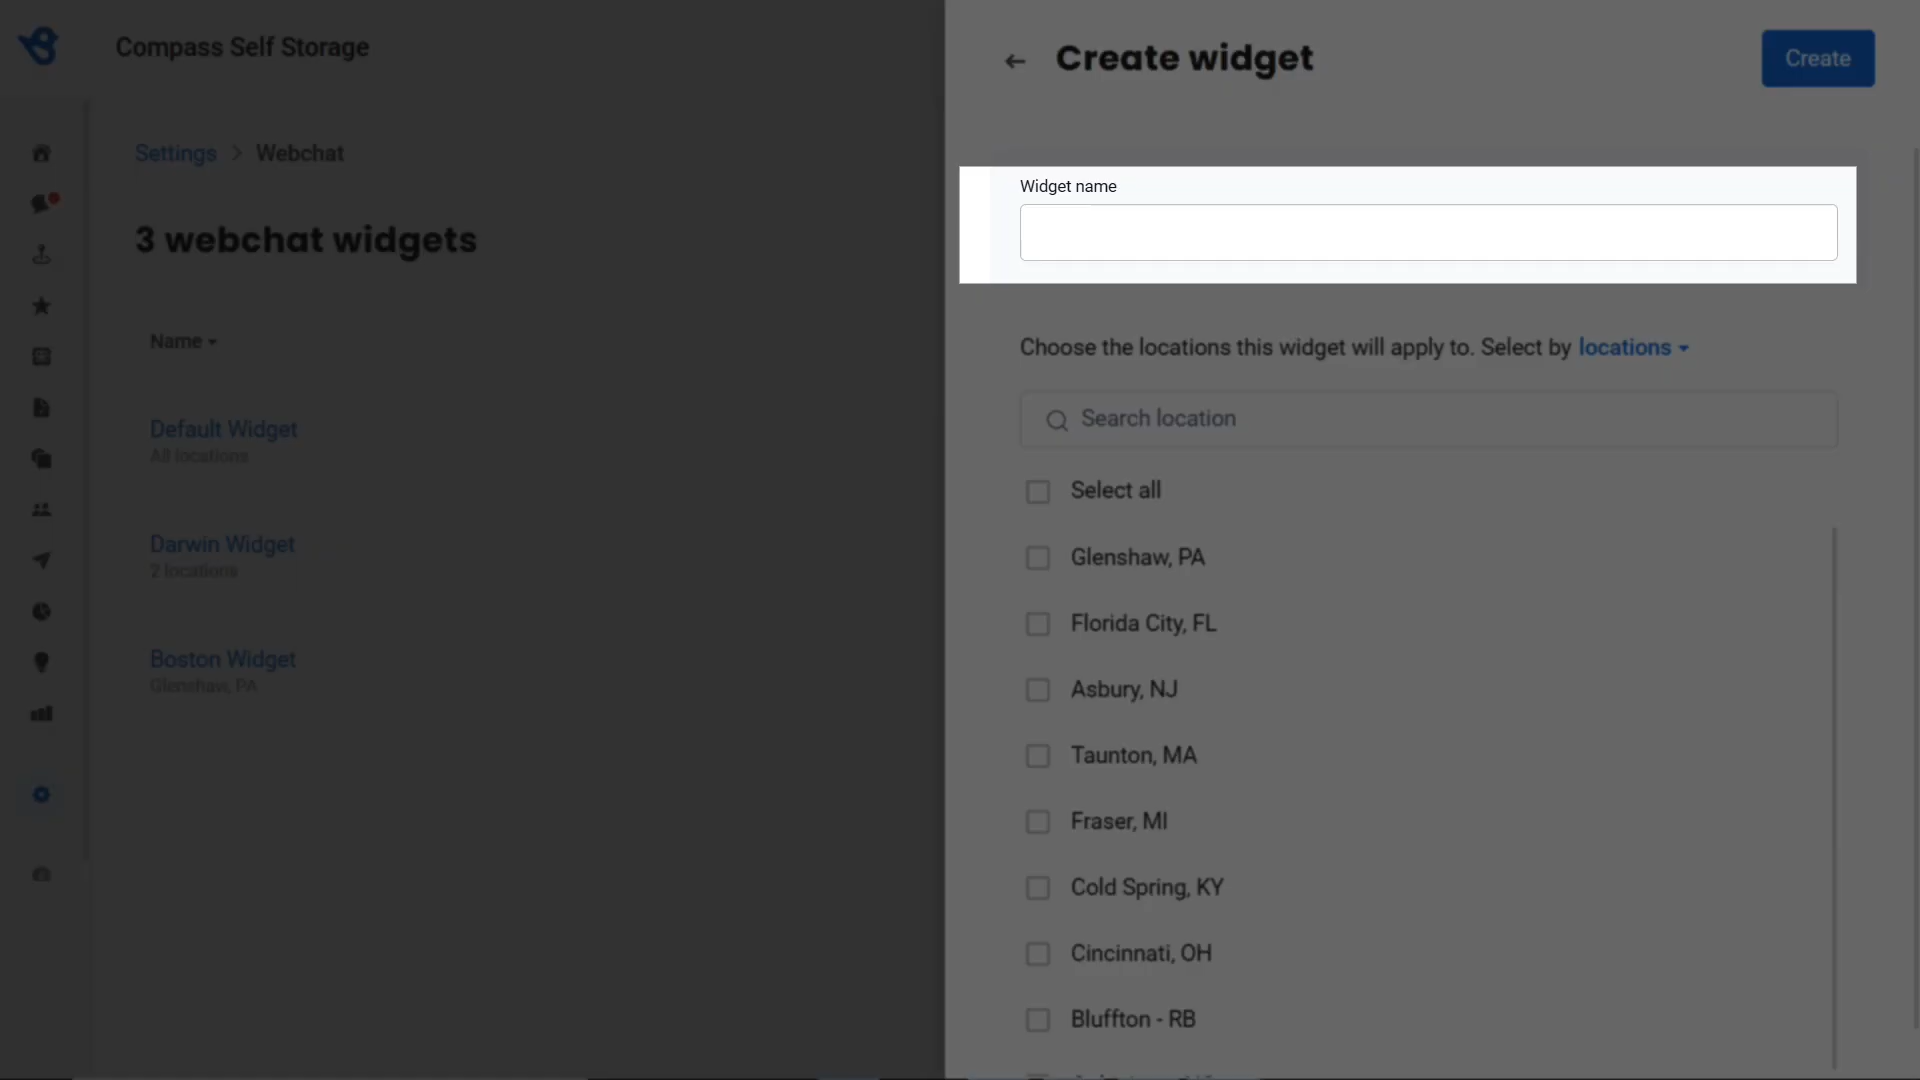 Compass Self Storage
Create widget
Create
Settings > Webchat
3 webchat widgets
Name
Default Widget
All locations
Darwin Widget
2 locations
Boston Widget
Glenshaw, PA
Widget name
Choose the locations this widget will apply to. Select by locations
Search location
Select all
Glenshaw, PA
Florida City, FL
Asbury, NJ
Taunton, MA
Fraser, MI
Cold Spring, KY
Cincinnati, OH
Bluffton - RB